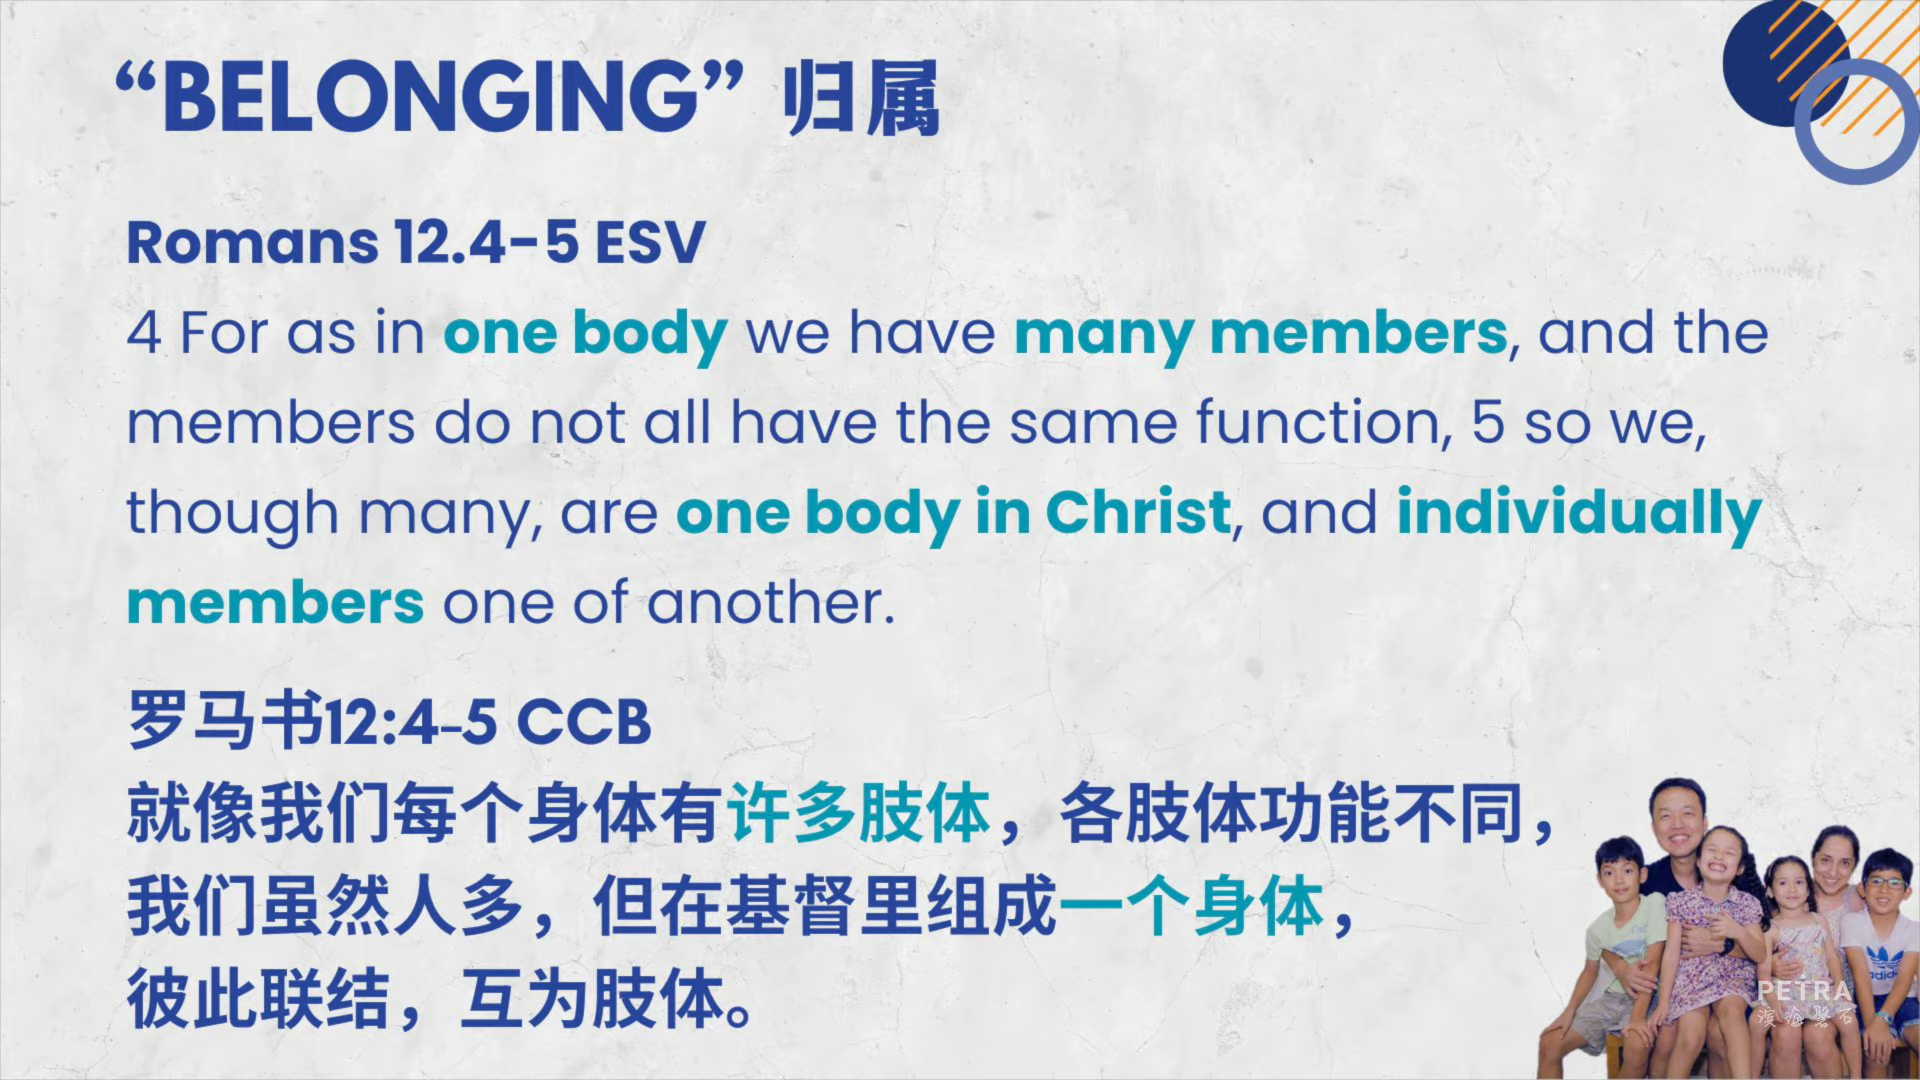 “BELONGING” 归属
Romans 12.4-5 ESV
4 For as in one body we have many members, and the
members do not all have the same function, 5 so we,
though many, are one body in Christ, and individually
members one of another.
罗马书12:4-5 CCB
就像我们每个身体有许多肢体，各肢体功能不同，
我们虽然人多，但在基督里组成一个身体，
彼此联结，互为肢体。
adidas
PETRA
滨海磐石